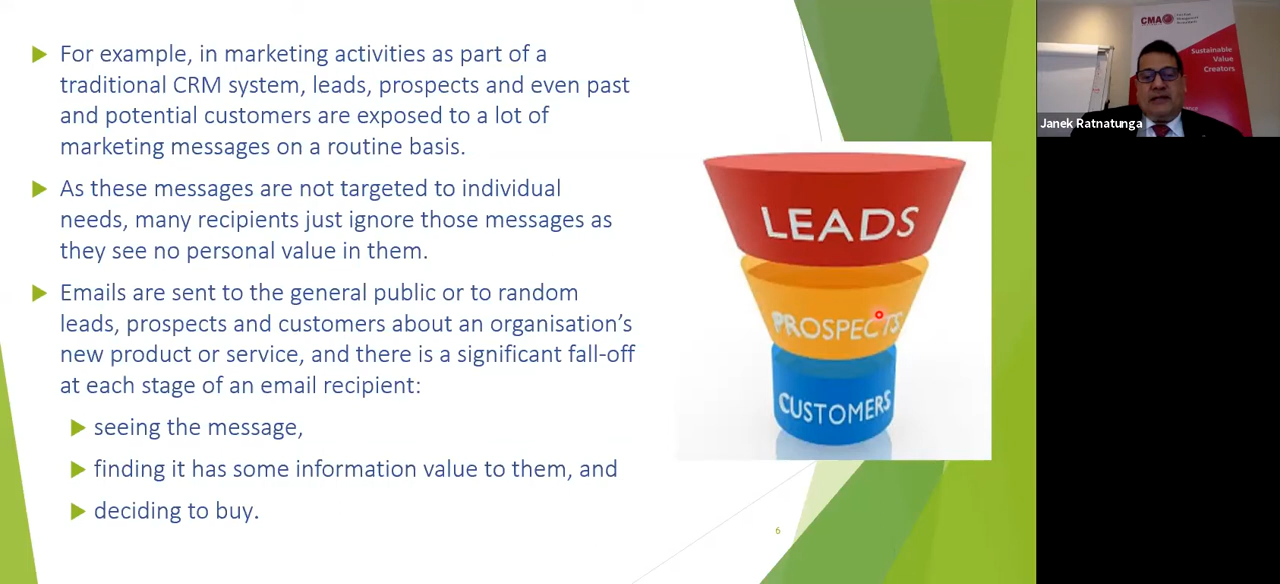 For example, in marketing activities as part of a
traditional CRM system, leads, prospects and even past
and potential customers are exposed to a lot of
marketing messages on a routine basis.
As these messages are not targeted to individual
needs, many recipients just ignore those messages as
they see no personal value in them.
Emails are sent to the general public or to random
leads, prospects and customers about an organisation's
new product or service, and there is a significant fall-off
at each stage of an email recipient:
seeing the message,
finding it has some information value to them, and
deciding to buy.
LEADS
PROSPECTS
CUSTOMERS
6
CMA
Sustainable
Value
Creators
Janek Ratnatunga